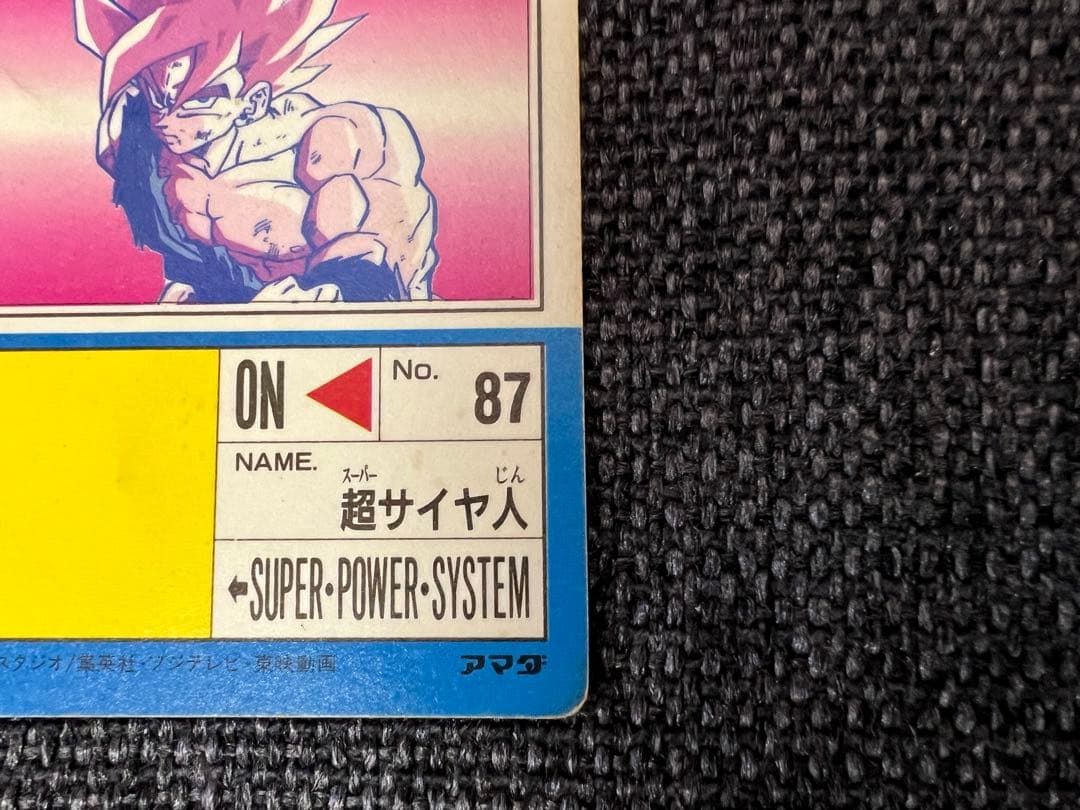 ON
No. 87
NAME.
スーパー じん
超サイヤ人
SUPER・POWER・SYSTEM
スタジオ/集英社・フジテレビ・東映動画
アマダ